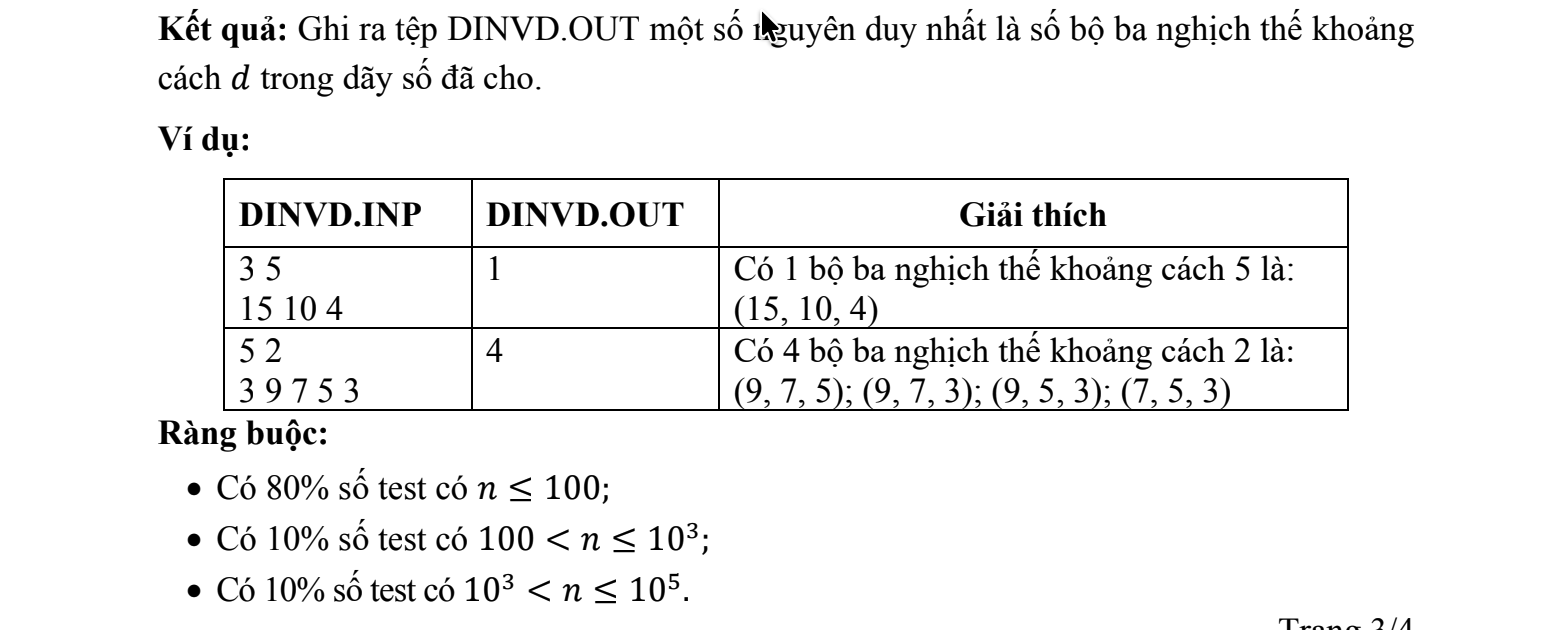 Kết quả: Ghi ra tệp DINVD.OUT một số nguyên duy nhất là số bộ ba nghịch thế khoảng
cách d trong dãy số đã cho.
Ví dụ:
DINVD.INP DINVD.OUT Giải thích
3 5 1 Có 1 bộ ba nghịch thế khoảng cách 5 là:
15 10 4 (15, 10, 4)
5 2 4 Có 4 bộ ba nghịch thế khoảng cách 2 là:
3 9 7 5 3 (9, 7, 5); (9, 7, 3); (9, 5, 3); (7, 5, 3)
Ràng buộc:
• Có 80% số test có n ≤ 100;
• Có 10% số test có 100 < n ≤ 10³;
• Có 10% số test có 10³ < n ≤ 10⁵.
Trang 3/4